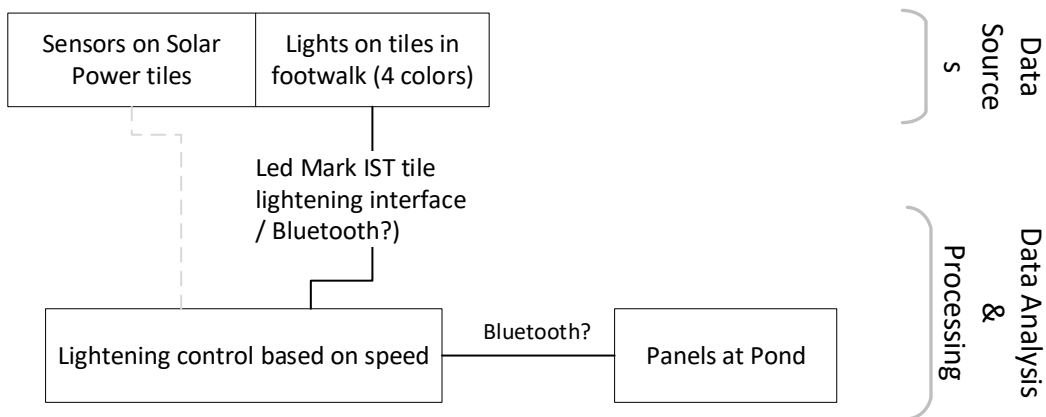 Sensors on Solar
Power tiles
Lights on tiles in
footwalk (4 colors)
Data
Source
s
Led Mark IST tile
lightening interface
/ Bluetooth?)
Lightening control based on speed
Bluetooth?
Panels at Pond
Data Analysis
&
Processing